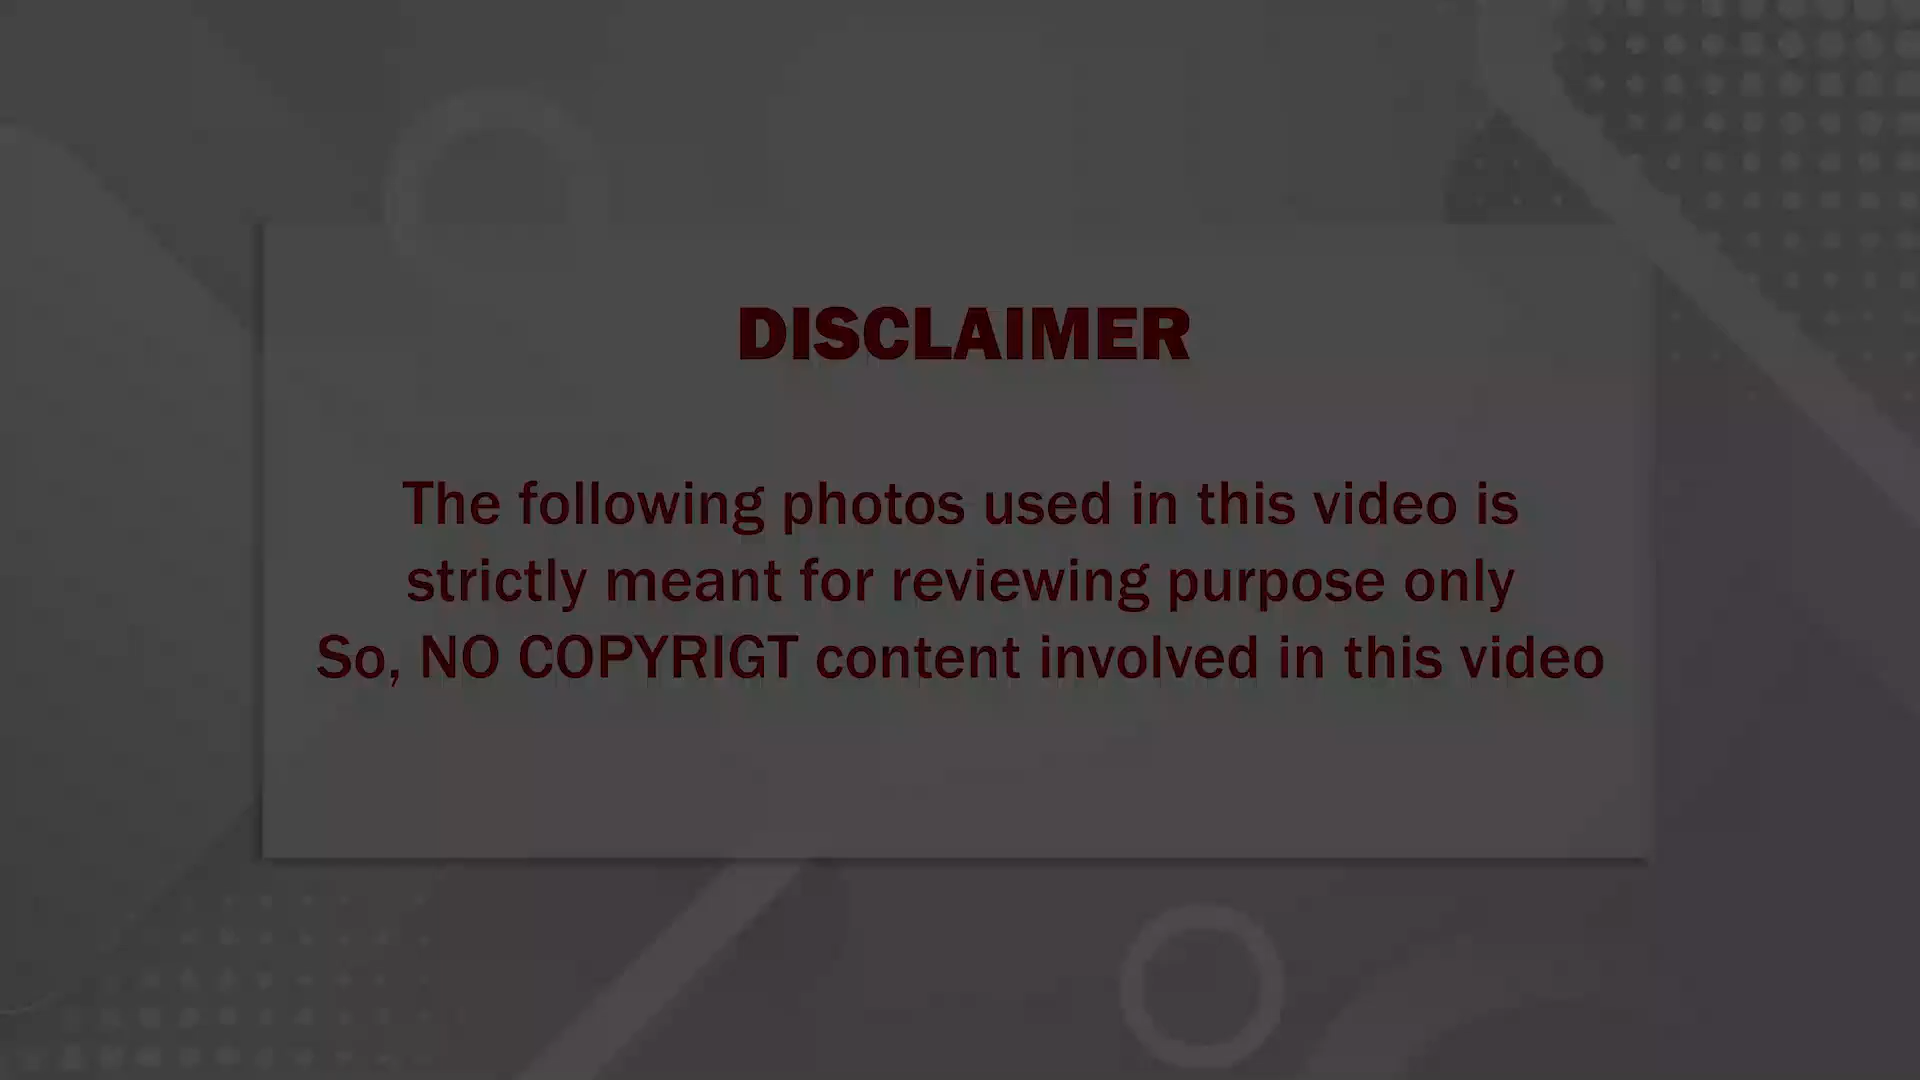 DISCLAIMER
The following photos used in this video is
strictly meant for reviewing purpose only
So, NO COPYRIGT content involved in this video